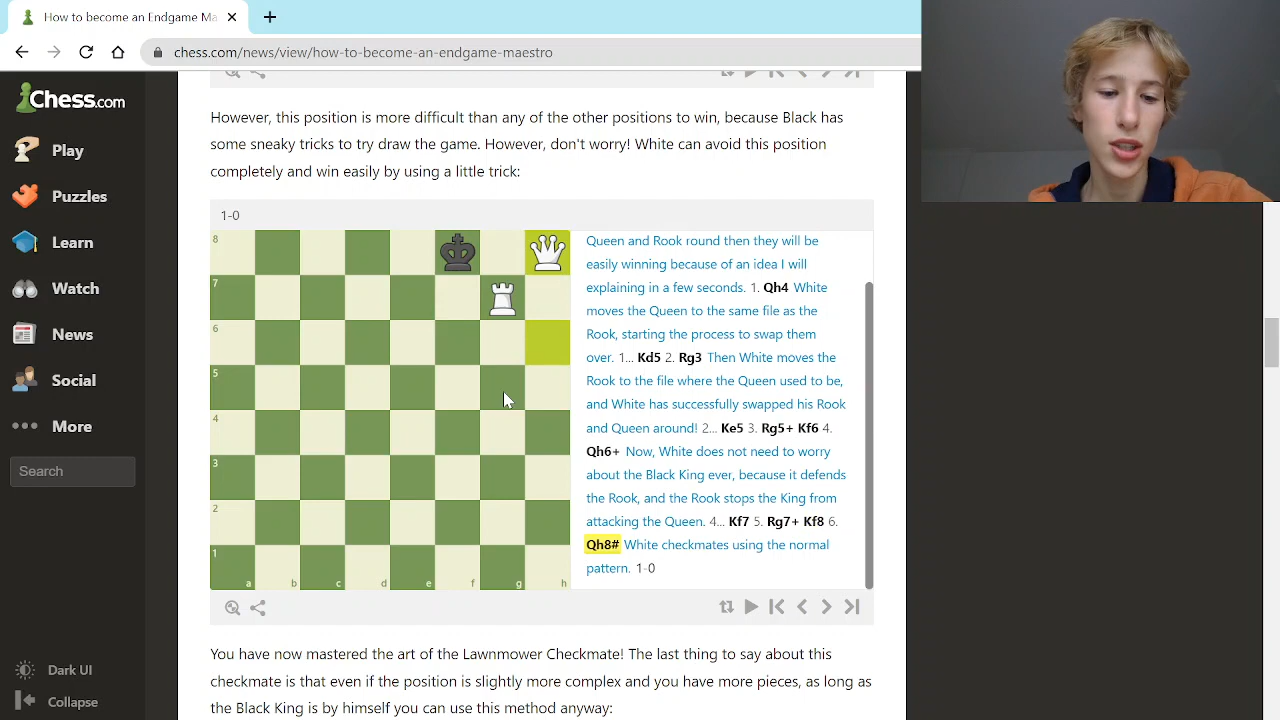 How to become an Endgame Ma
chess.com/news/view/how-to-become-an-endgame-maestro
Chess.com
Play
Puzzles
Learn
Watch
News
Social
More
Search
Dark UI
Collapse
However, this position is more difficult than any of the other positions to win, because Black has
some sneaky tricks to try draw the game. However, don't worry! White can avoid this position
completely and win easily by using a little trick:
1-0
8
7
6
5
4
3
2
1
a b c d e f g h
Queen and Rook round then they will be
easily winning because of an idea I will
explaining in a few seconds. 1. Qh4 White
moves the Queen to the same file as the
Rook, starting the process to swap them
over. 1... Kd5 2. Rg3 Then White moves the
Rook to the file where the Queen used to be,
and White has successfully swapped his Rook
and Queen around! 2... Ke5 3. Rg5+ Kf6 4.
Qh6+ Now, White does not need to worry
about the Black King ever, because it defends
the Rook, and the Rook stops the King from
attacking the Queen. 4... Kf7 5. Rg7+ Kf8 6.
Qh8# White checkmates using the normal
pattern. 1-0
You have now mastered the art of the Lawnmower Checkmate! The last thing to say about this
checkmate is that even if the position is slightly more complex and you have more pieces, as long as
the Black King is by himself you can use this method anyway: